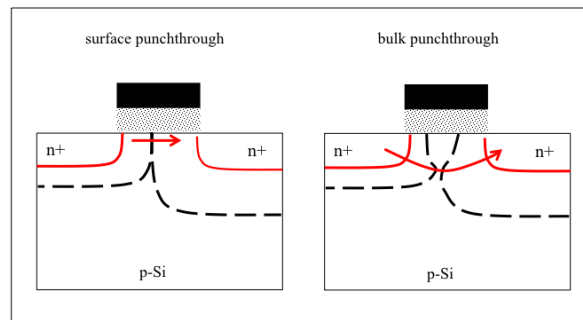 surface punchthrough
bulk punchthrough
n+
n+
n+
n+
p-Si
p-Si